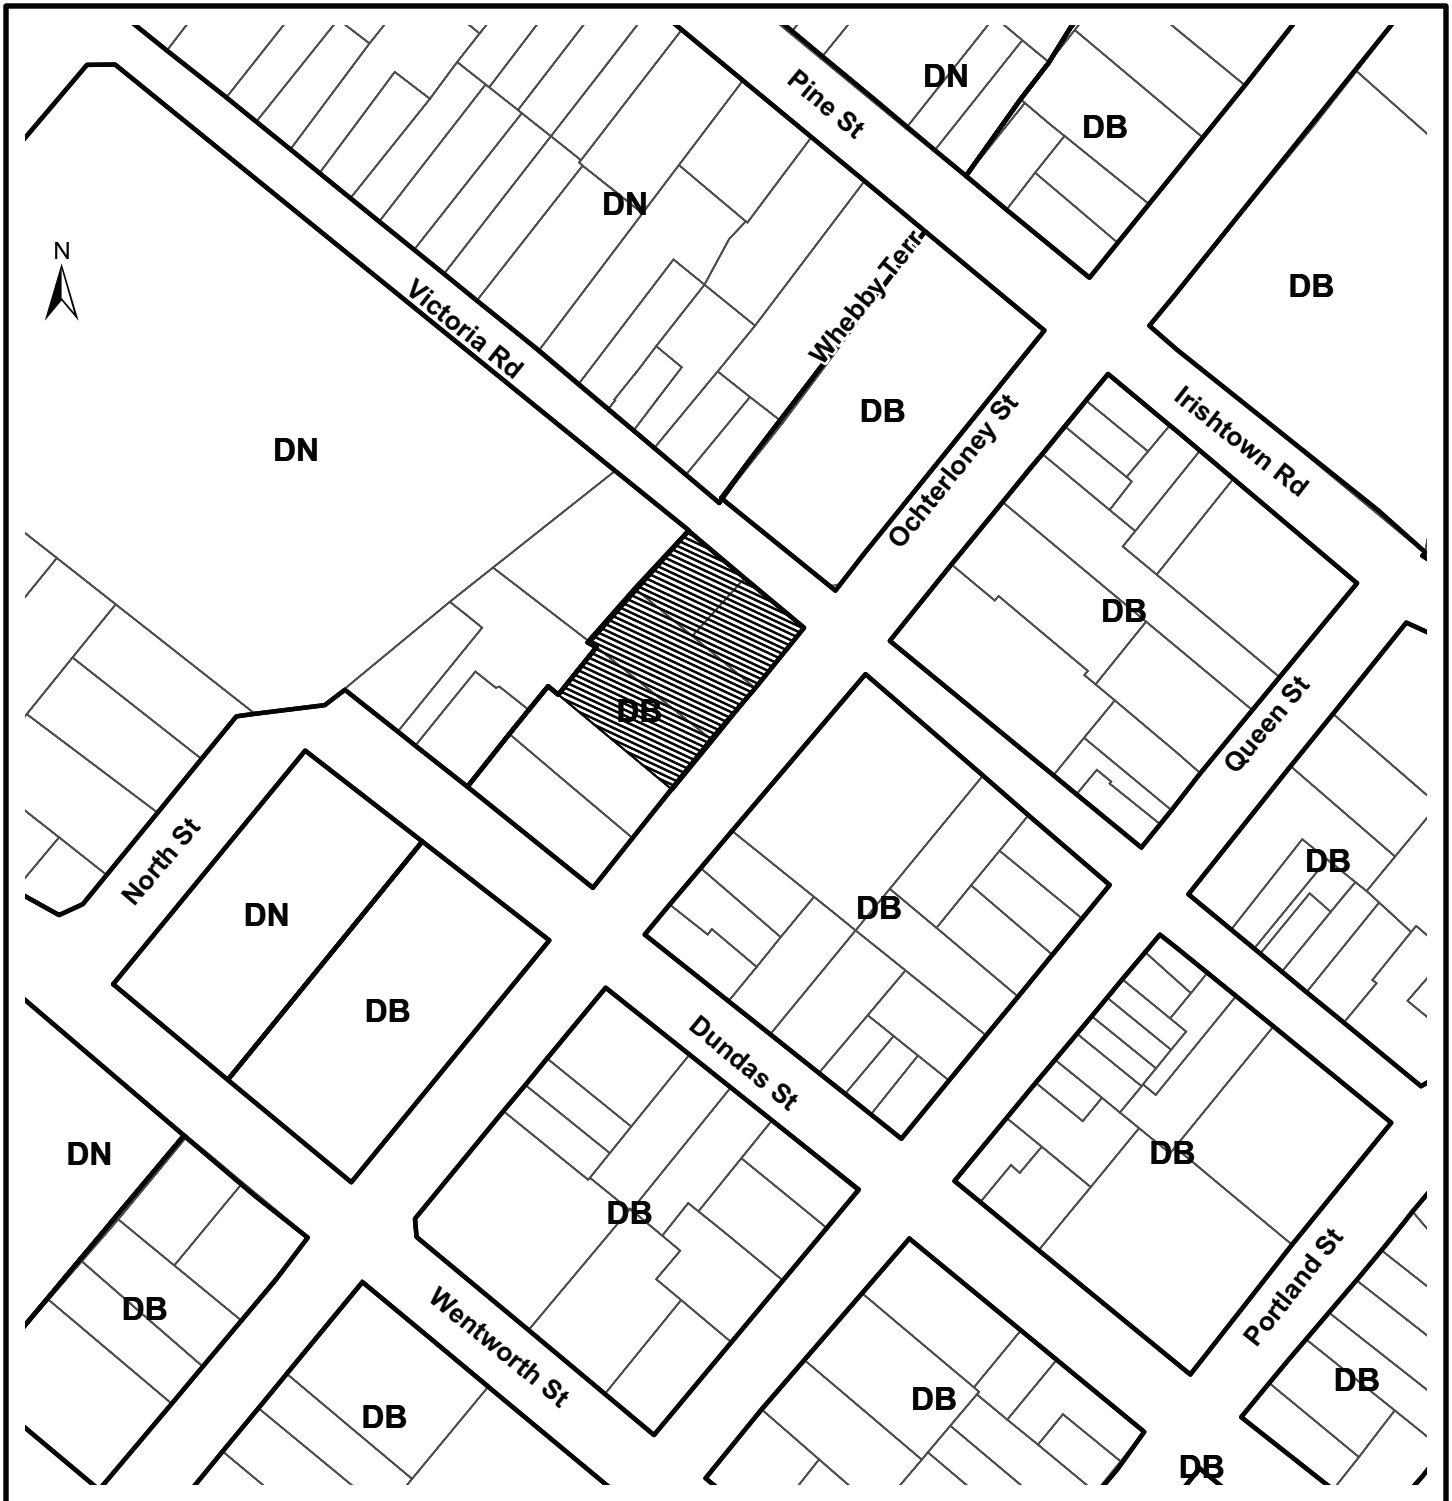 DN
Pine St
DB
DN
N
Whebby Terr
DB
Victoria Rd
DB
Irishtown Rd
DN
Ochterloney St
DB
Queen St
DB
North St
DB
DB
DN
DB
Dundas St
DN
DB
DB
Portland St
DB
Wentworth St
DB
DB
DB
DB